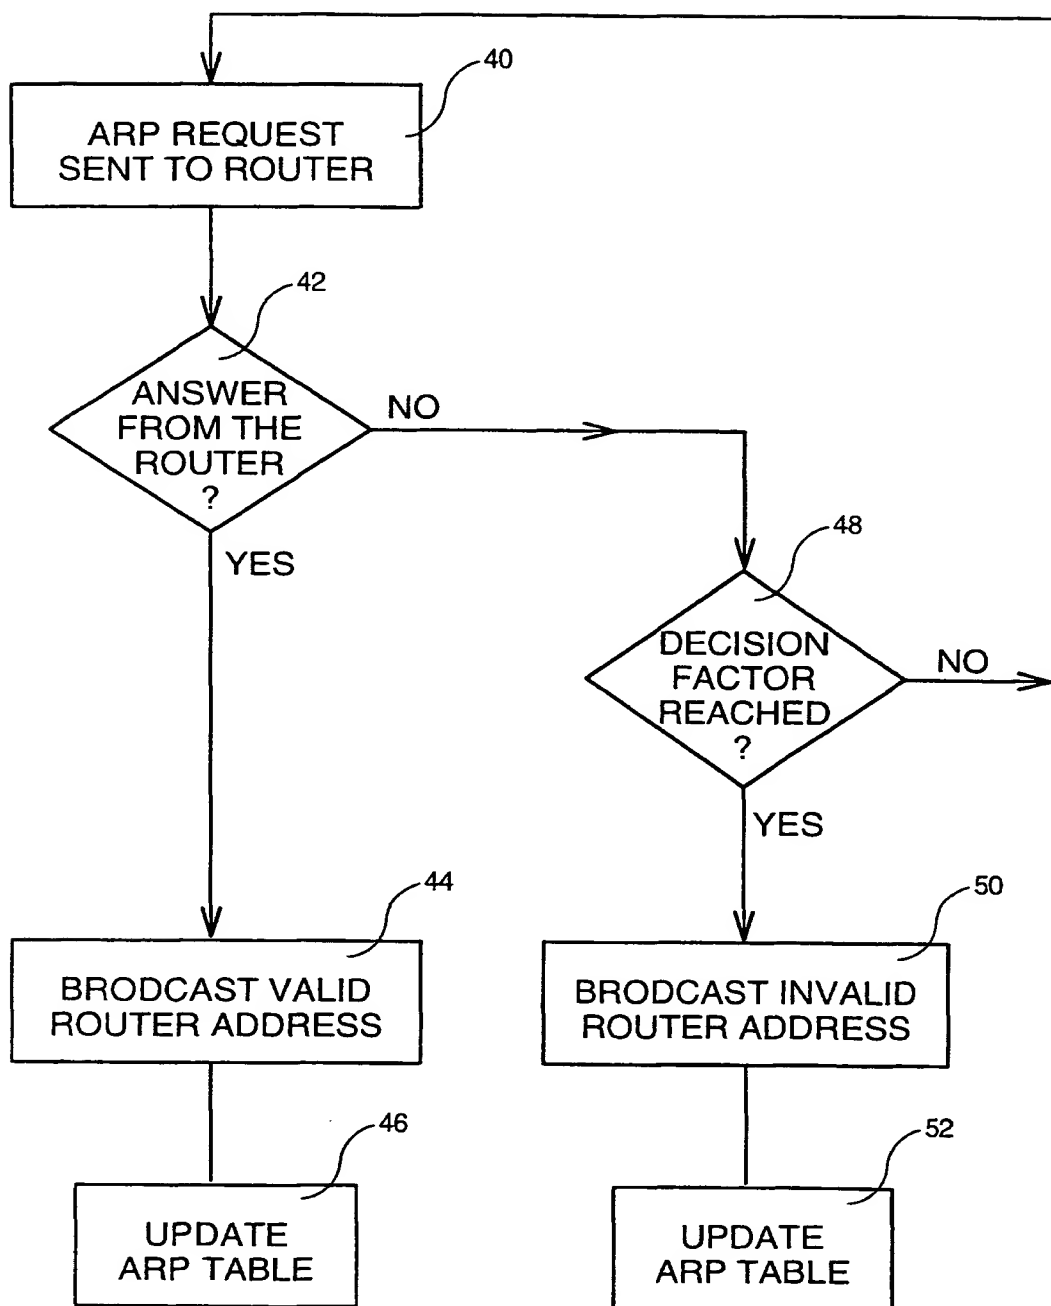 40
ARP REQUEST
SENT TO ROUTER
42
ANSWER
FROM THE
ROUTER
?
NO
YES
48
DECISION
FACTOR
REACHED
?
NO
YES
44
BRODCAST VALID
ROUTER ADDRESS
50
BRODCAST INVALID
ROUTER ADDRESS
46
UPDATE
ARP TABLE
52
UPDATE
ARP TABLE